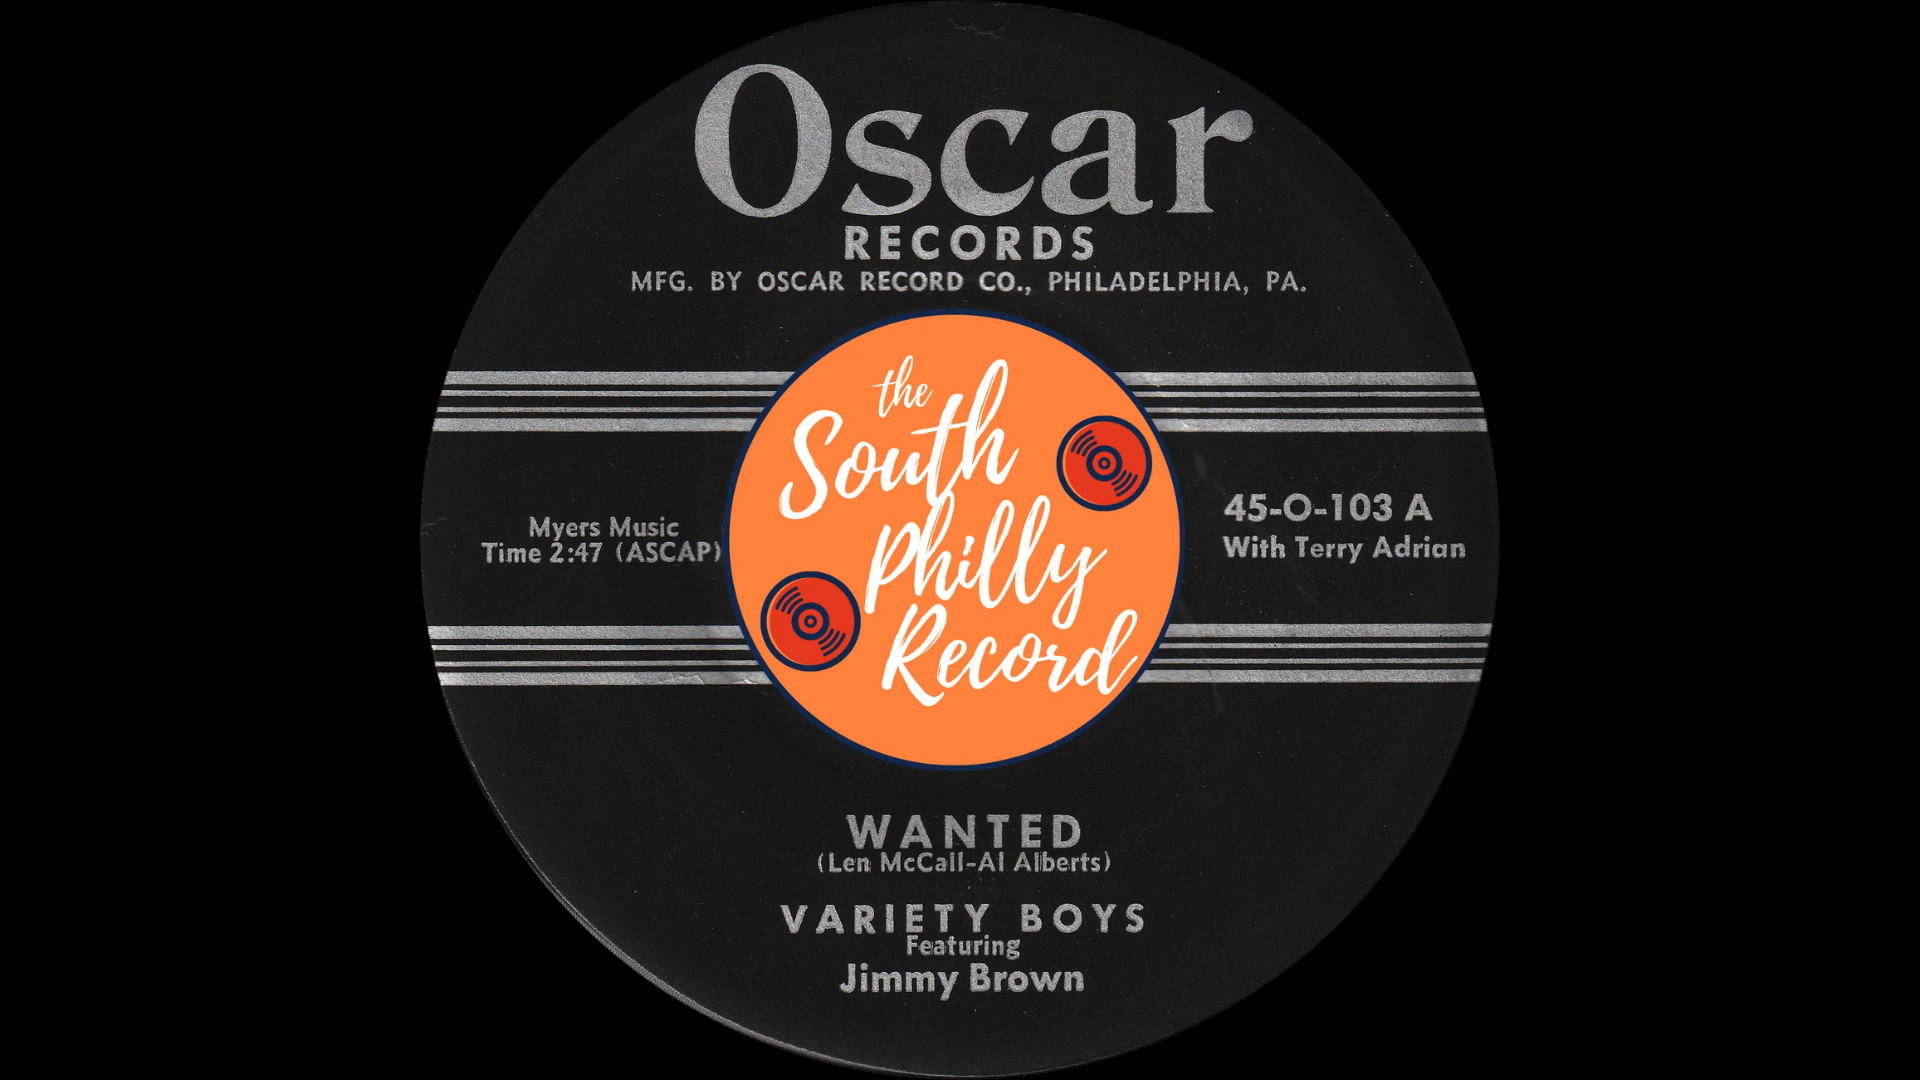 Oscar
RECORDS
MFG. BY OSCAR RECORD CO., PHILADELPHIA, PA.
the
South
Philly
Record
Myers Music
Time 2:47 (ASCAP)
45-O-103 A
With Terry Adrian
WANTED
(Len McCall-Al Alberts)
VARIETY BOYS
Featuring
Jimmy Brown